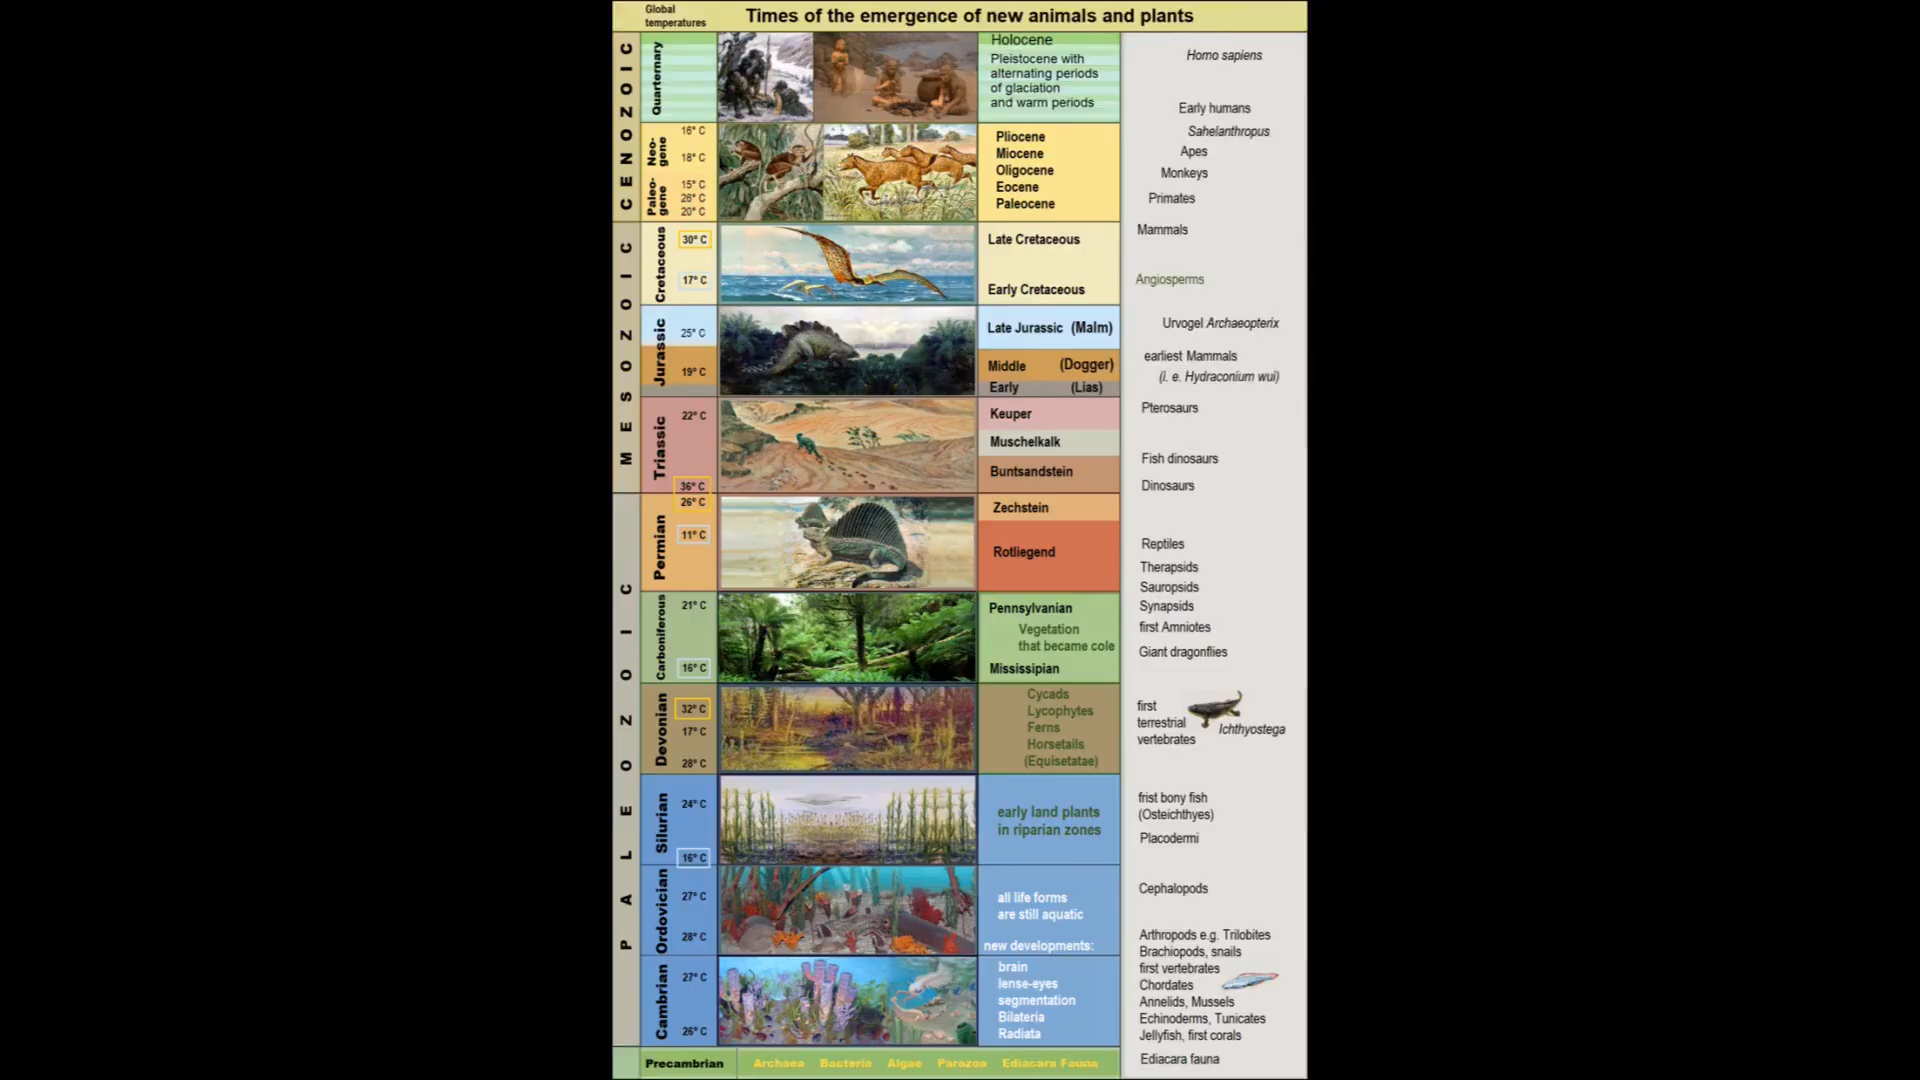 Global
temperatures
Times of the emergence of new animals and plants
CENOZOIC
Quarternary
Holocene
Pleistocene with
alternating periods
of glaciation
and warm periods
Homo sapiens
Early humans
Neo-
gene
16° C
18° C
Paleo-
gene
15° C
26° C
20° C
Pliocene
Miocene
Oligocene
Eocene
Paleocene
Sahelanthropus
Apes
Monkeys
Primates
MESOZOIC
Cretaceous
30° C
17° C
Late Cretaceous
Early Cretaceous
Mammals
Angiosperms
Jurassic
25° C
19° C
Late Jurassic (Malm)
Middle (Dogger)
Early (Lias)
Urvogel Archaeopterix
earliest Mammals
(i. e. Hydraconium wui)
Triassic
22° C
36° C
Keuper
Muschelkalk
Buntsandstein
Pterosaurs
Fish dinosaurs
Dinosaurs
PALEOZOIC
Permian
26° C
11° C
Zechstein
Rotliegend
Reptiles
Therapsids
Sauropsids
Carboniferous
21° C
16° C
Pennsylvanian
Vegetation
that became cole
Mississipian
Synapsids
first Amniotes
Giant dragonflies
Devonian
32° C
17° C
28° C
Cycads
Lycophytes
Ferns
Horsetails
(Equisetatae)
first
terrestrial
vertebrates
Ichthyostega
Silurian
24° C
16° C
early land plants
in riparian zones
frist bony fish
(Osteichthyes)
Placodermi
Ordovician
27° C
28° C
all life forms
are still aquatic
new developments:
Cephalopods
Arthropods e.g. Trilobites
Brachiopods, snails
Cambrian
27° C
26° C
brain
lense-eyes
segmentation
Bilateria
Radiata
first vertebrates
Chordates
Annelids, Mussels
Echinoderms, Tunicates
Jellyfish, first corals
Precambrian
Archaea Bacteria Algae Parazoa Ediacara Fauna
Ediacara fauna